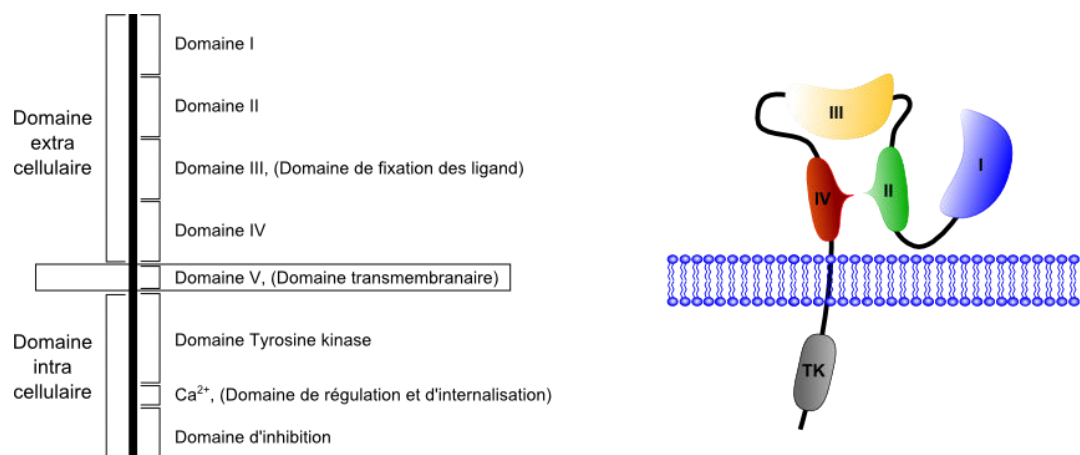 Domaine I
Domaine II
Domaine
extra
cellulaire
Domaine III, (Domaine de fixation des ligand)
Domaine IV
Domaine V, (Domaine transmembranaire)
Domaine
intra
cellulaire
Domaine Tyrosine kinase
Ca²⁺, (Domaine de régulation et d'internalisation)
Domaine d'inhibition
III
I
IV
II
TK